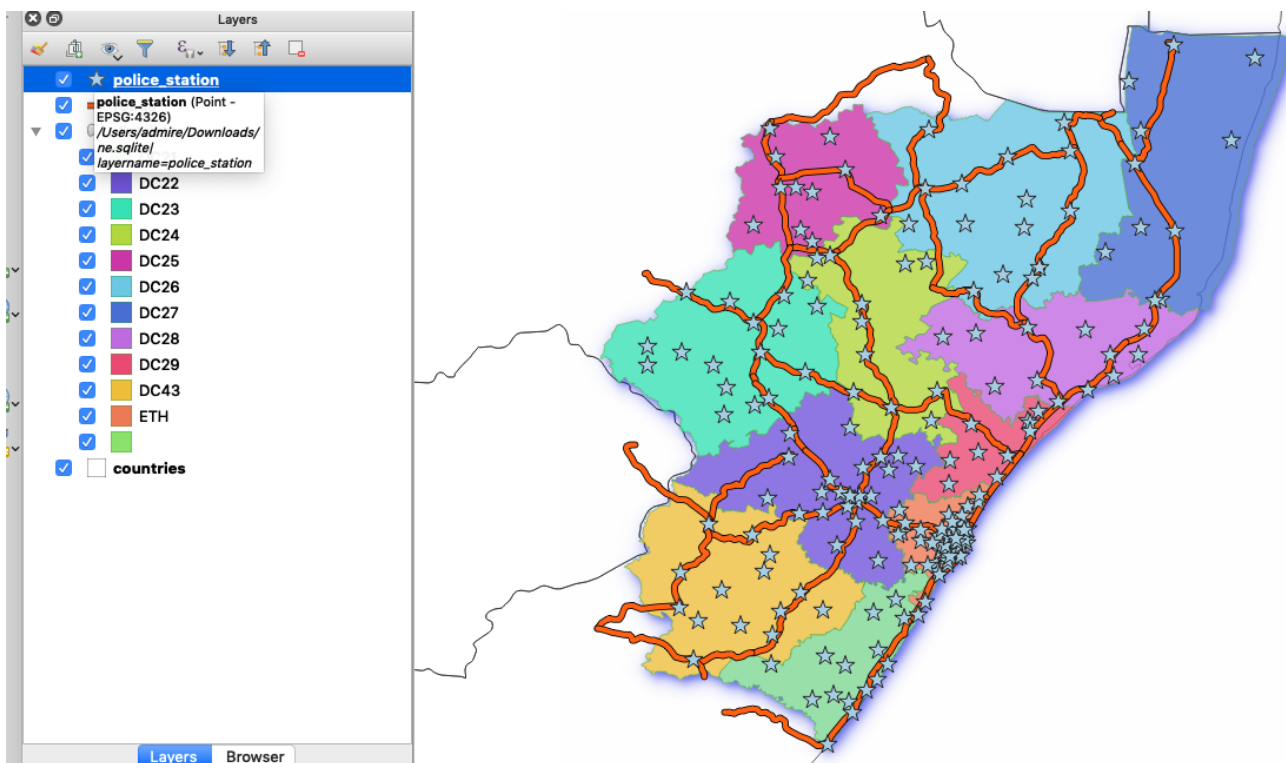 Layers
police_station
police_station (Point -
EPSG:4326)
/Users/admire/Downloads/
ne.sqlite|
layername=police_station
DC22
DC23
DC24
DC25
DC26
DC27
DC28
DC29
DC43
ETH
countries
Layers Browser